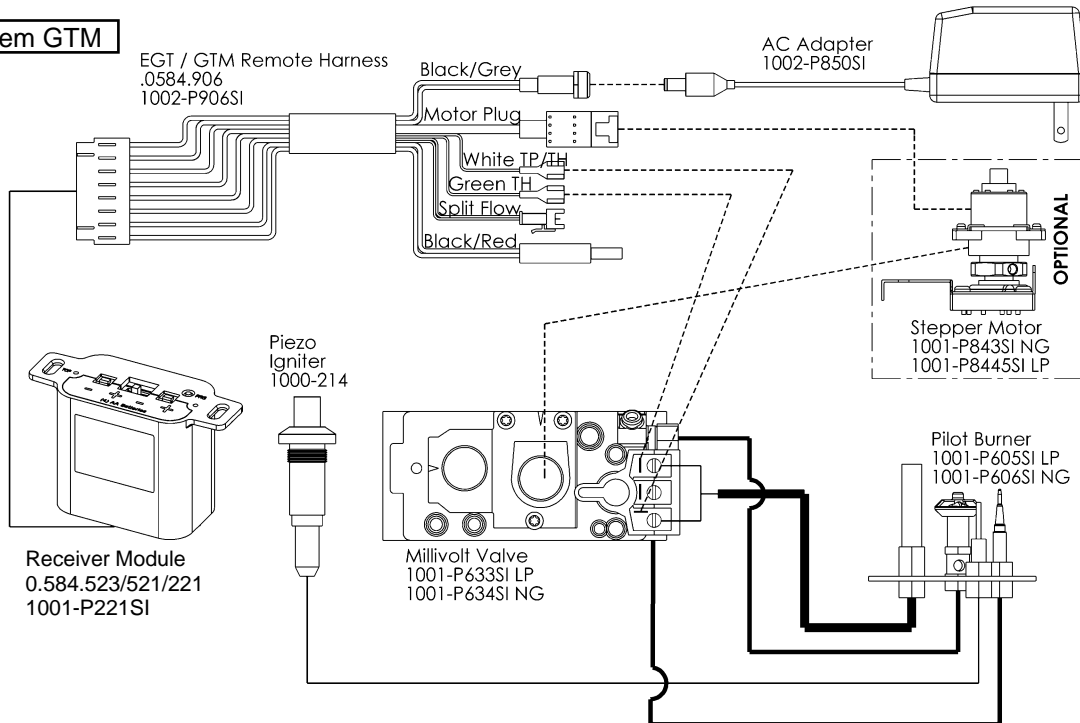 em GTM
EGT / GTM Remote Harness
.0584.906
1002-P906SI
Black/Grey
AC Adapter
1002-P850SI
Motor Plug
White TP/TH
Green TH
Split Flow
Black/Red
OPTIONAL
Stepper Motor
1001-P843SI NG
1001-P8445SI LP
Piezo
Igniter
1000-214
Pilot Burner
1001-P605SI LP
1001-P606SI NG
Receiver Module
0.584.523/521/221
1001-P221SI
Millivolt Valve
1001-P633SI LP
1001-P634SI NG